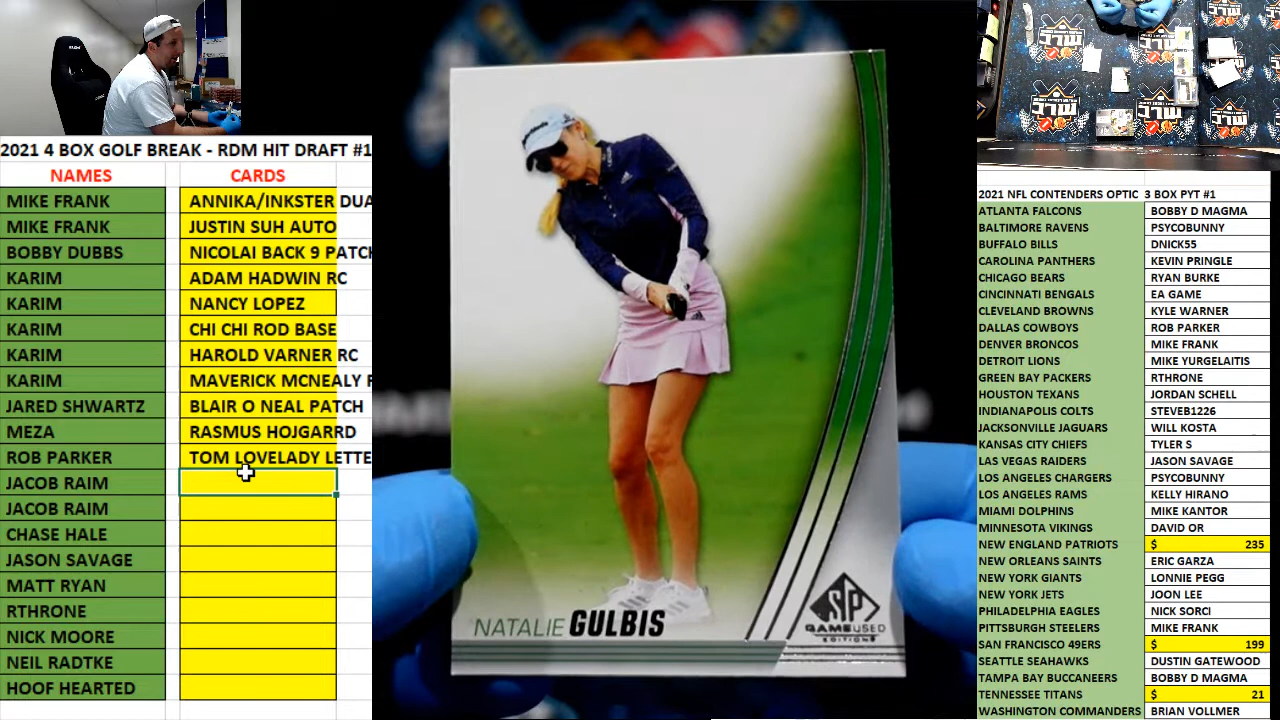 2021 4 BOX GOLF BREAK - RDM HIT DRAFT #1
NAMES CARDS
MIKE FRANK ANNIKA/INKSTER DUA
MIKE FRANK JUSTIN SUH AUTO
BOBBY DUBBS NICOLAI BACK 9 PATCH
KARIM ADAM HADWIN RC
KARIM NANCY LOPEZ
KARIM CHI CHI ROD BASE
KARIM HAROLD VARNER RC
KARIM MAVERICK MCNEALY
JARED SHWARTZ BLAIR O NEAL PATCH
MEZA RASMUS HOJGARRD
ROB PARKER TOM LOVELADY LETTE
JACOB RAIM
JACOB RAIM
CHASE HALE
JASON SAVAGE
MATT RYAN
RTHRONE
NICK MOORE
NEIL RADTKE
HOOF HEARTED
NATALIE GULBIS
SP
GAME USED
EDITION
2021 NFL CONTENDERS OPTIC 3 BOX PYT #1
ATLANTA FALCONS BOBBY D MAGMA
BALTIMORE RAVENS PSYCOBUNNY
BUFFALO BILLS DNICK55
CAROLINA PANTHERS KEVIN PRINGLE
CHICAGO BEARS RYAN BURKE
CINCINNATI BENGALS EA GAME
CLEVELAND BROWNS KYLE WARNER
DALLAS COWBOYS ROB PARKER
DENVER BRONCOS MIKE FRANK
DETROIT LIONS MIKE YURGELAITIS
GREEN BAY PACKERS RTHRONE
HOUSTON TEXANS JORDAN SCHELL
INDIANAPOLIS COLTS STEVEB1226
JACKSONVILLE JAGUARS WILL KOSTA
KANSAS CITY CHIEFS TYLER S
LAS VEGAS RAIDERS JASON SAVAGE
LOS ANGELES CHARGERS PSYCOBUNNY
LOS ANGELES RAMS KELLY HIRANO
MIAMI DOLPHINS MIKE KANTOR
MINNESOTA VIKINGS DAVID OR
NEW ENGLAND PATRIOTS $ 235
NEW ORLEANS SAINTS ERIC GARZA
NEW YORK GIANTS LONNIE PEGG
NEW YORK JETS JOON LEE
PHILADELPHIA EAGLES NICK SORCI
PITTSBURGH STEELERS MIKE FRANK
SAN FRANCISCO 49ERS $ 199
SEATTLE SEAHAWKS DUSTIN GATEWOOD
TAMPA BAY BUCCANEERS BOBBY D MAGMA
TENNESSEE TITANS $ 21
WASHINGTON COMMANDERS BRIAN VOLLMER